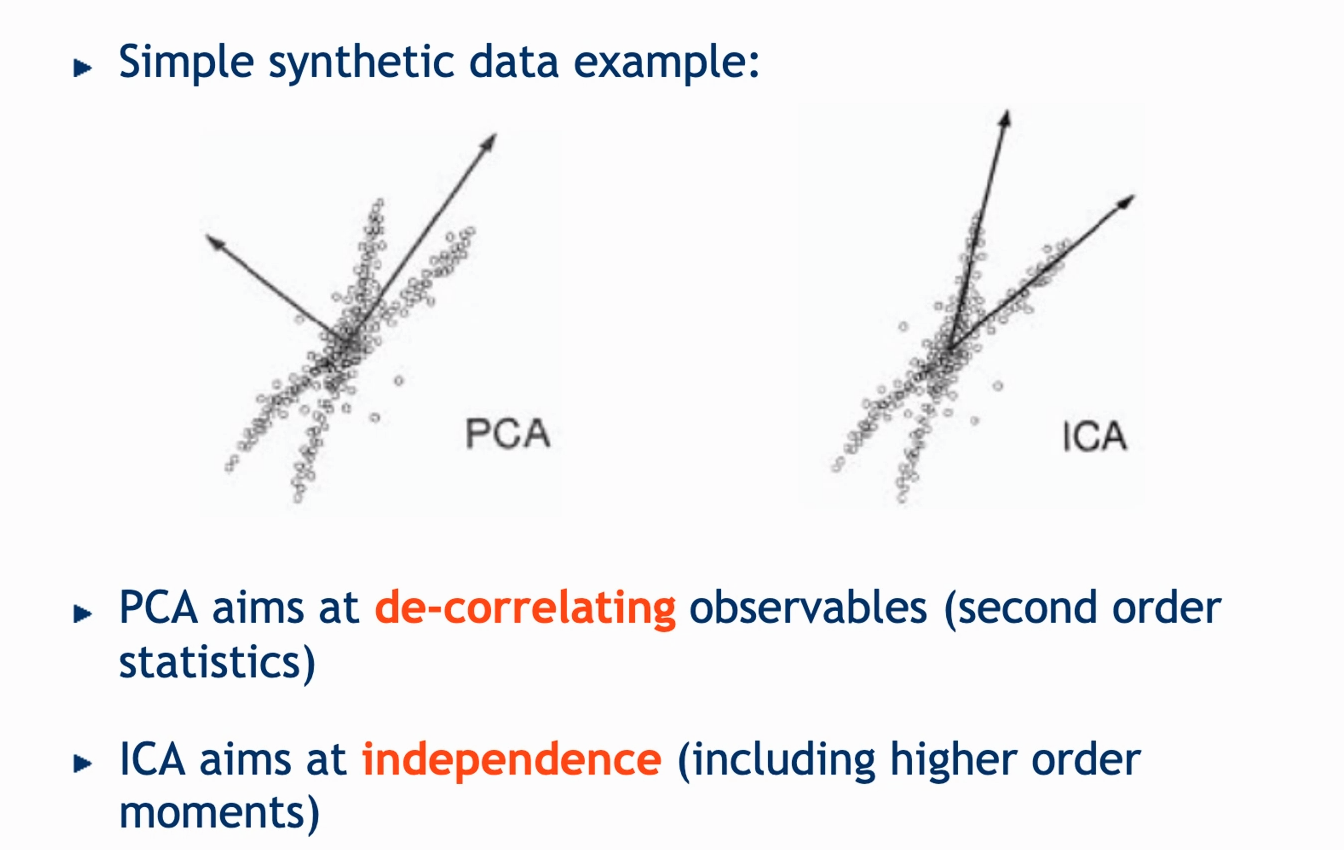 Simple synthetic data example:
PCA
ICA
PCA aims at de-correlating observables (second order
statistics)
ICA aims at independence (including higher order
moments)